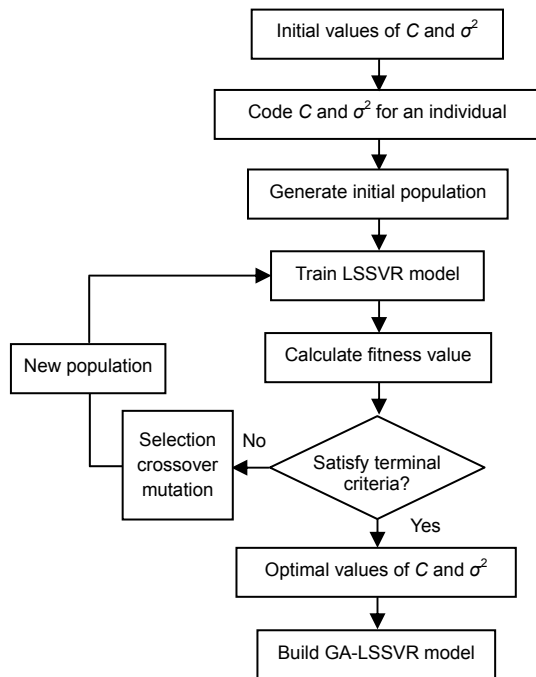 Initial values of C and σ²
Code C and σ² for an individual
Generate initial population
Train LSSVR model
Calculate fitness value
New population
Selection
crossover
mutation
No
Satisfy terminal
criteria?
Yes
Optimal values of C and σ²
Build GA-LSSVR model